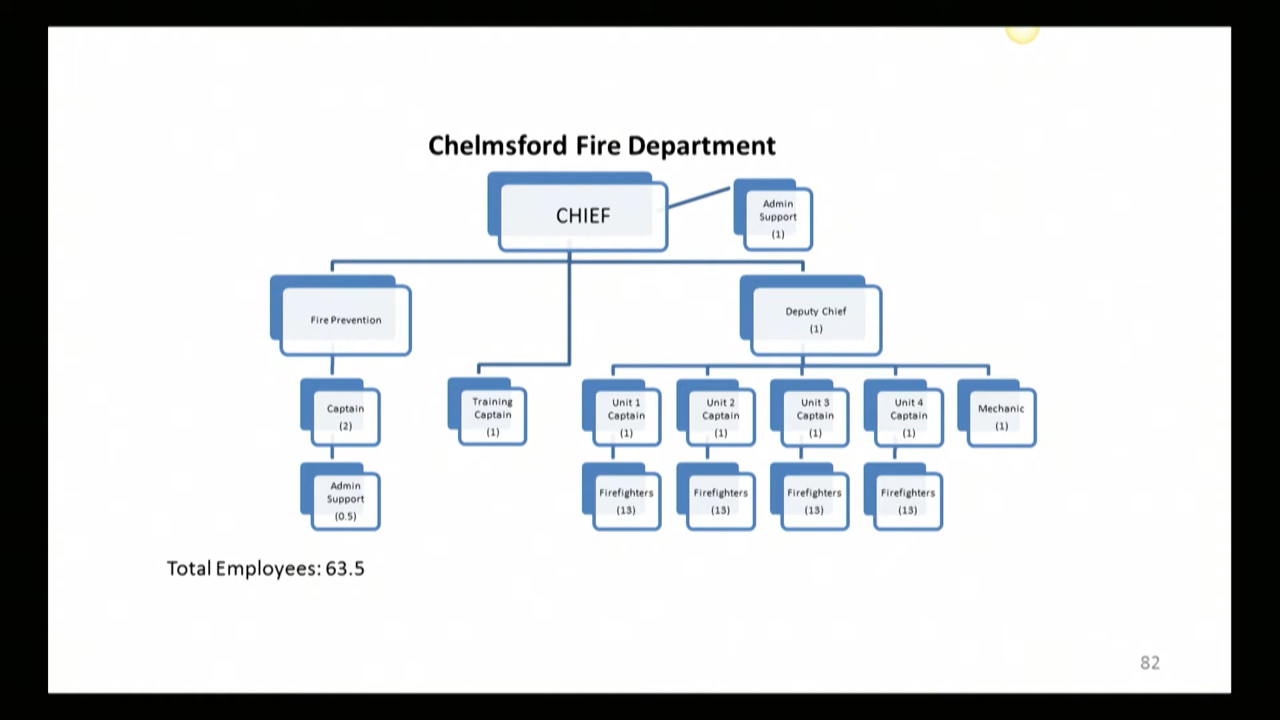 Chelmsford Fire Department
CHIEF
Admin
Support
(1)
Fire Prevention
Deputy Chief
(1)
Captain
(2)
Training
Captain
(1)
Unit 1
Captain
(1)
Unit 2
Captain
(1)
Unit 3
Captain
(1)
Unit 4
Captain
(1)
Mechanic
(1)
Admin
Support
(0.5)
Firefighters
(13)
Firefighters
(13)
Firefighters
(13)
Firefighters
(13)
Total Employees: 63.5
82